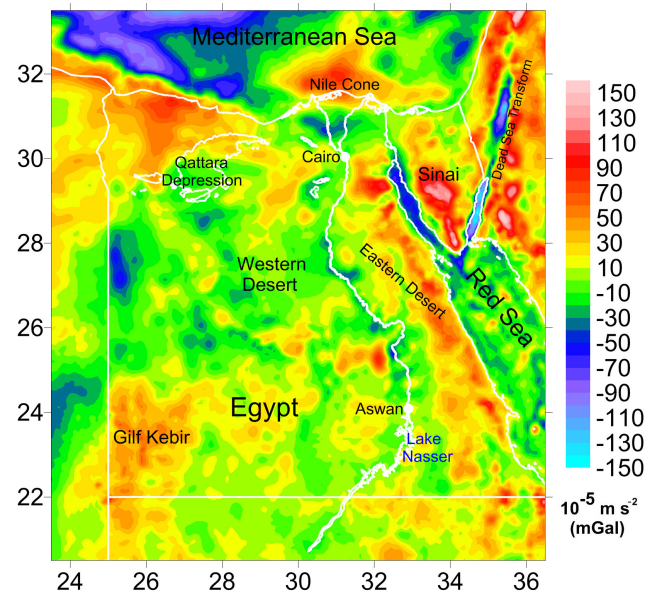 Mediterranean Sea
Nile Cone
Dead Sea Transform
Cairo
Qattara
Depression
Sinai
Western
Desert
Eastern Desert
Red Sea
Egypt
Aswan
Gilf Kebir
Lake
Nasser
32
30
28
26
24
22
24
26
28
30
32
34
36
150
130
110
90
70
50
30
10
-10
-30
-50
-70
-90
-110
-130
-150
10-5 m s-2
(mGal)